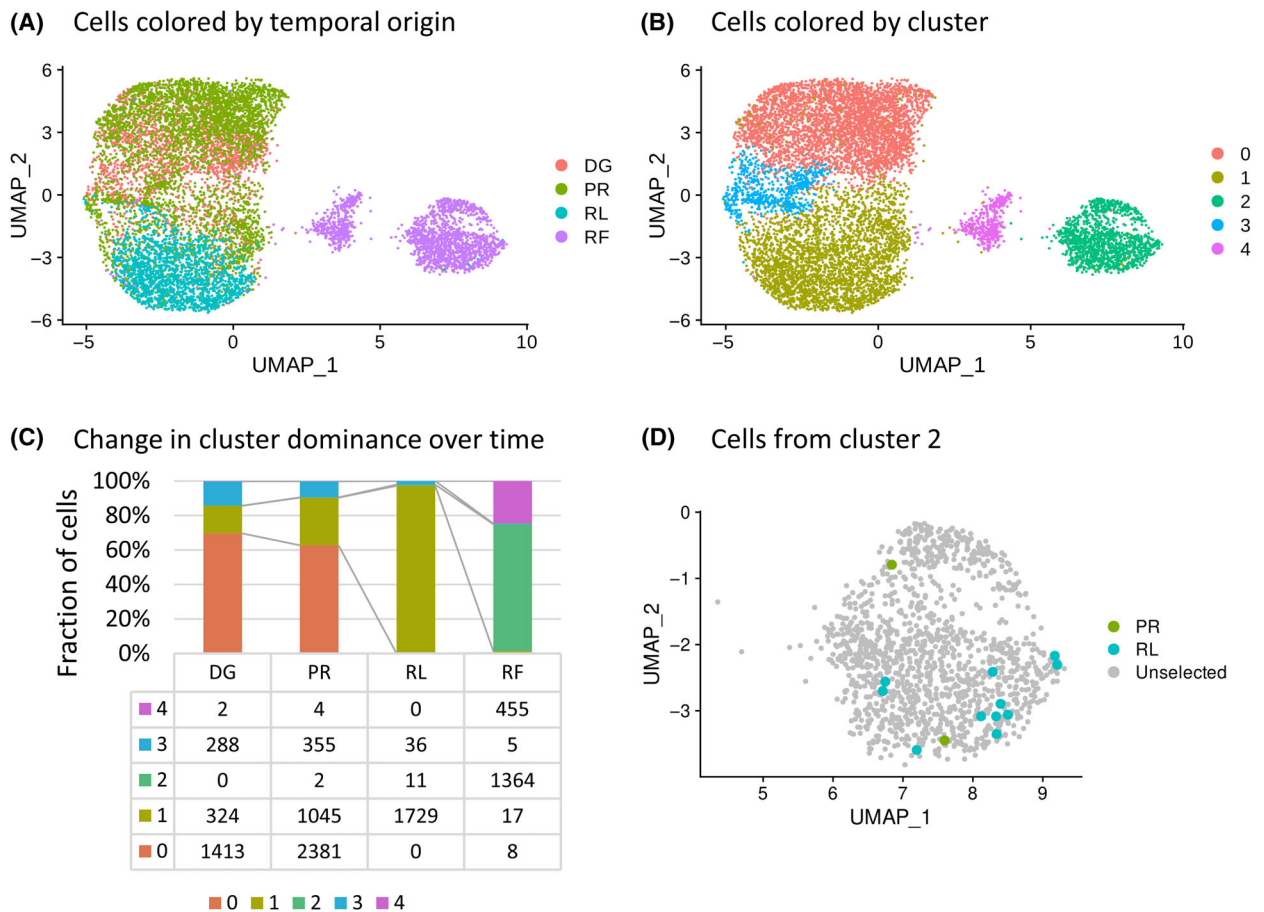 (A) Cells colored by temporal origin
6
3
0
−3
−6
UMAP_2
−5 0 5 10
UMAP_1
DG
PR
RL
RF
(B) Cells colored by cluster
6
3
0
−3
−6
UMAP_2
−5 0 5 10
UMAP_1
0
1
2
3
4
(C) Change in cluster dominance over time
Fraction of cells
100%
80%
60%
40%
20%
0%
DG PR RL RF
4 2 4 0 455
3 288 355 36 5
2 0 2 11 1364
1 324 1045 1729 17
0 1413 2381 0 8
0 1 2 3 4
(D) Cells from cluster 2
0
−1
−2
−3
UMAP_2
5 6 7 8 9
UMAP_1
PR
RL
Unselected